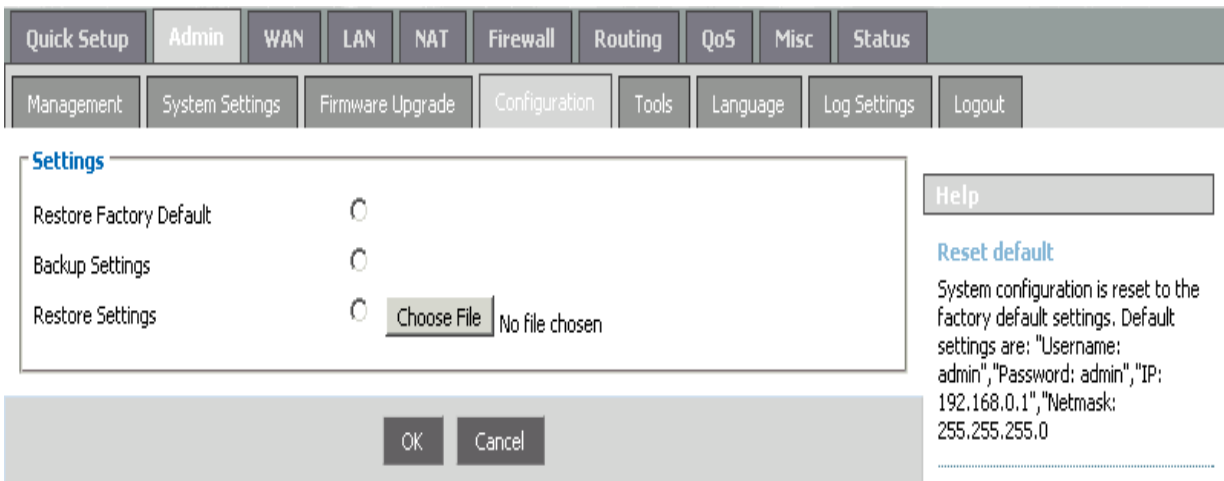 Quick Setup Admin WAN LAN NAT Firewall Routing QoS Misc Status
Management System Settings Firmware Upgrade Configuration Tools Language Log Settings Logout
Settings
Restore Factory Default
Backup Settings
Restore Settings Choose File No file chosen
OK Cancel
Help
Reset default
System configuration is reset to the
factory default settings. Default
settings are: "Username:
admin","Password: admin","IP:
192.168.0.1","Netmask:
255.255.255.0